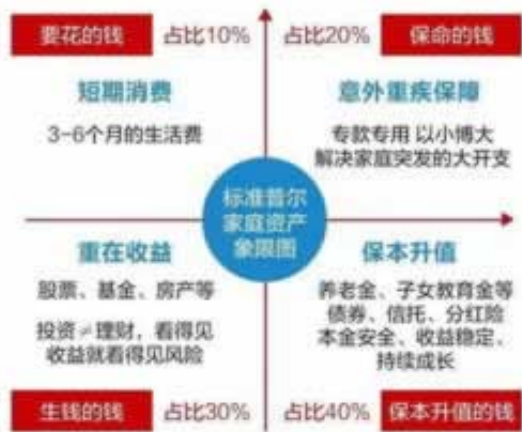 要花的钱 占比10%
占比20% 保命的钱
短期消费
3-6个月的生活费
意外重疾保障
专款专用 以小博大
解决家庭突发的大开支
标准普尔
家庭资产
象限图
重在收益
股票、基金、房产等
投资≠理财，看得见
收益就看得见风险
保本升值
养老金、子女教育金等
债券、信托、分红险
本金安全、收益稳定、
持续成长
生钱的钱 占比30%
占比40% 保本升值的钱